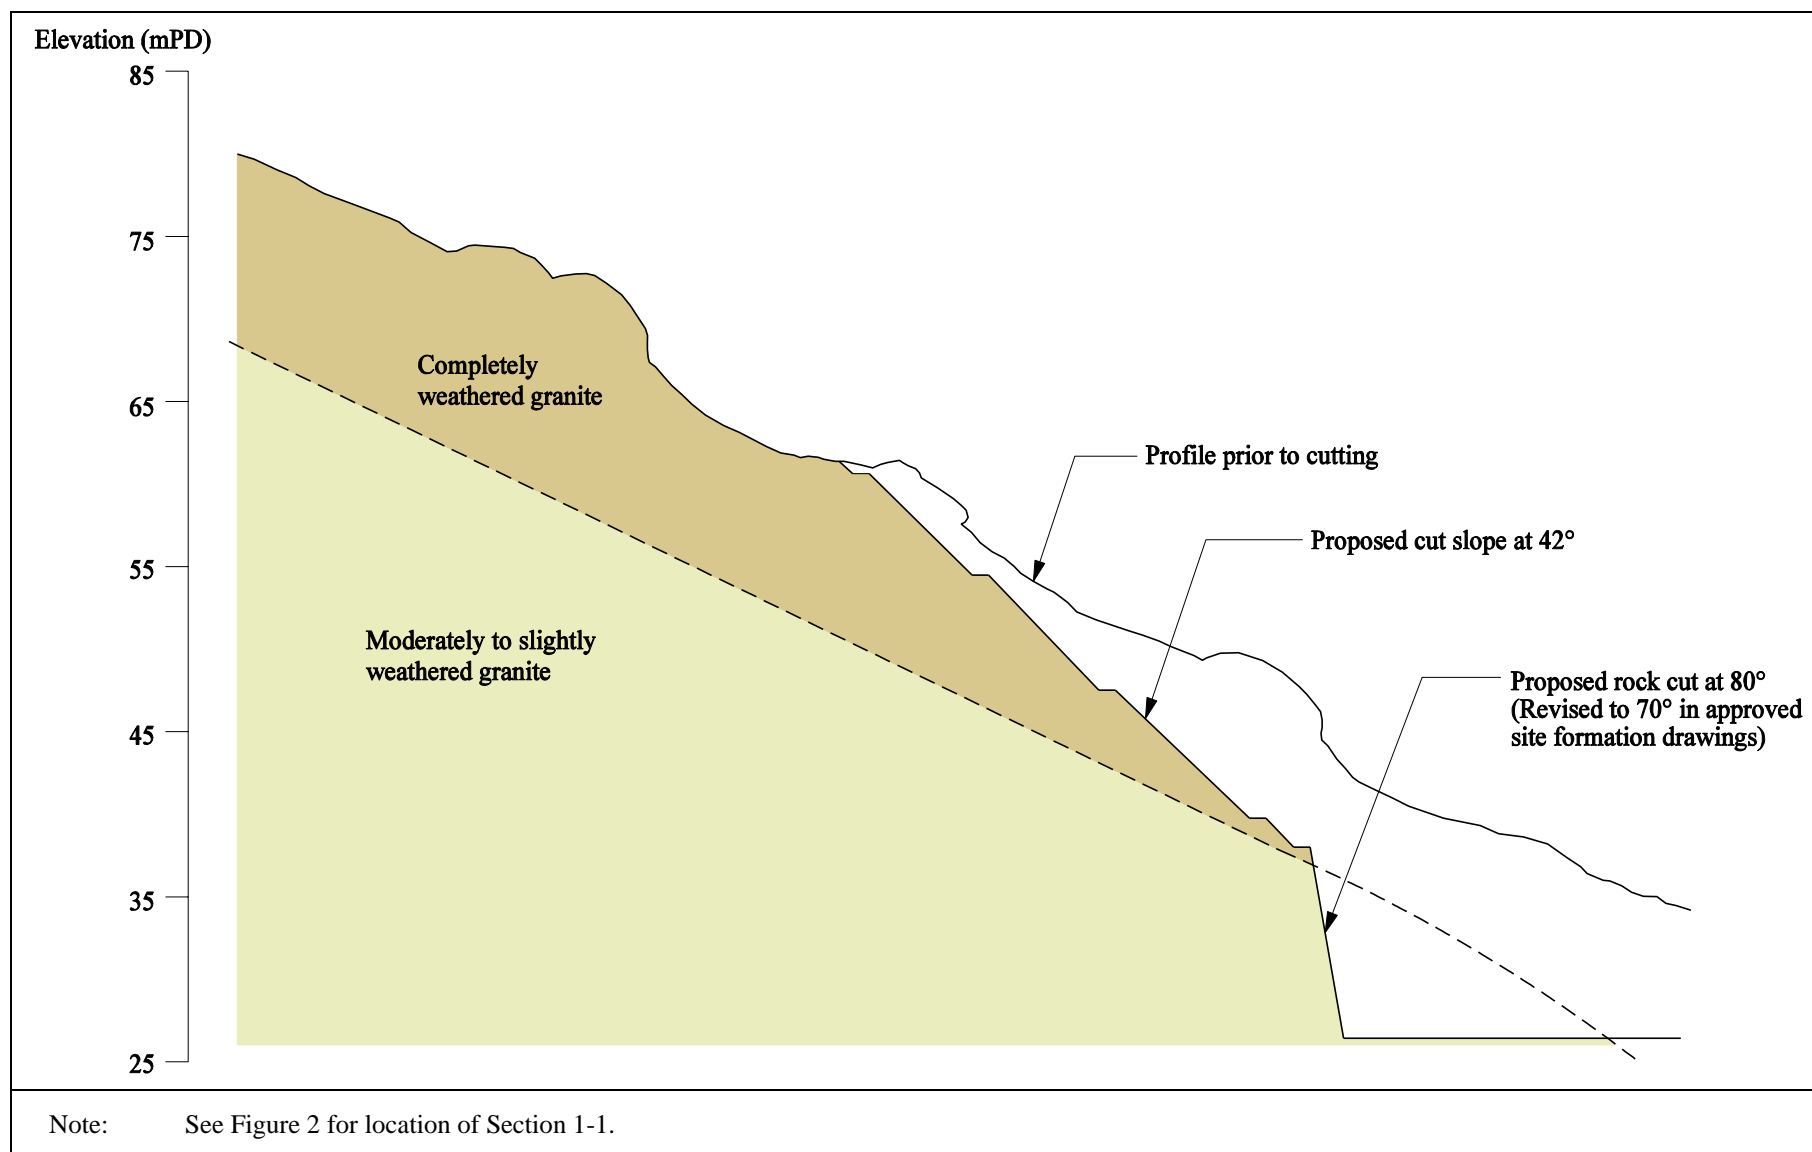 Elevation (mPD)
85
75
65
55
45
35
25
Completely
weathered granite
Moderately to slightly
weathered granite
Profile prior to cutting
Proposed cut slope at 42°
Proposed rock cut at 80°
(Revised to 70° in approved
site formation drawings)
Note: See Figure 2 for location of Section 1-1.